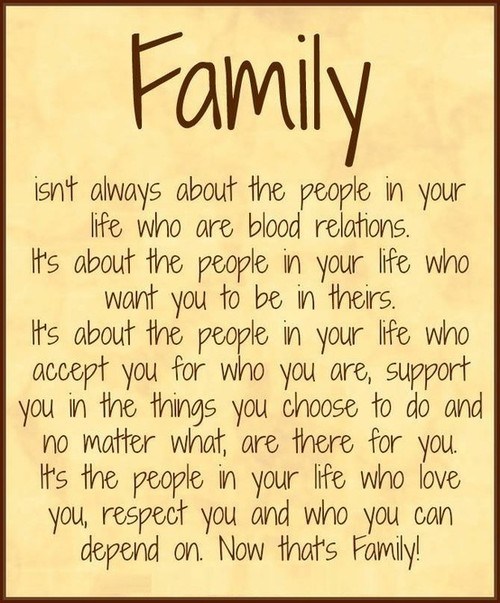 Family
isn't always about the people in your
life who are blood relations.
It's about the people in your life who
want you to be in theirs.
It's about the people in your life who
accept you for who you are, support
you in the things you choose to do and
no matter what, are there for you.
It's the people in your life who love
you, respect you and who you can
depend on. Now that's Family!